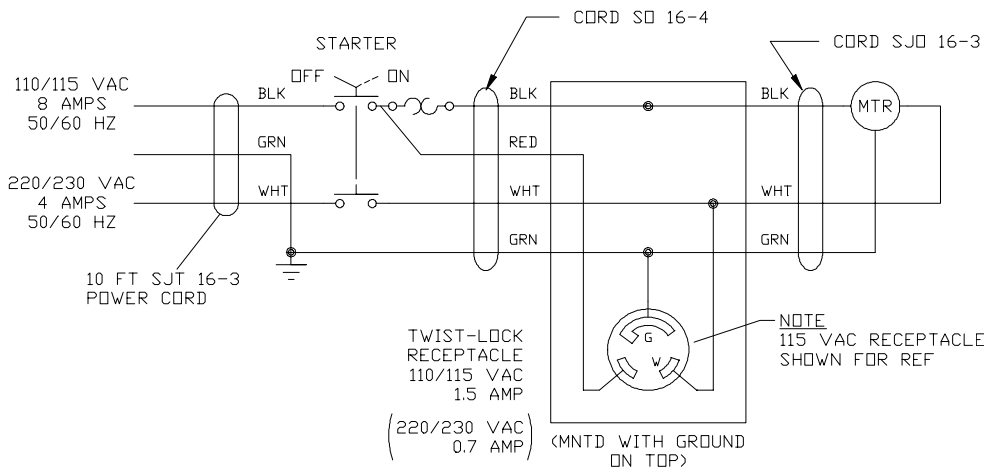 CORD SO 16-4
STARTER
CORD SJO 16-3
OFF
ON
110/115 VAC
8 AMPS
50/60 HZ
BLK
BLK
BLK
MTR
GRN
RED
220/230 VAC
4 AMPS
50/60 HZ
WHT
WHT
WHT
GRN
GRN
10 FT SJT 16-3
POWER CORD
TWIST-LOCK
RECEPTACLE
110/115 VAC
1.5 AMP
(220/230 VAC
0.7 AMP)
G
W
NOTE
115 VAC RECEPTACLE
SHOWN FOR REF
(MNTD WITH GROUND
ON TOP)